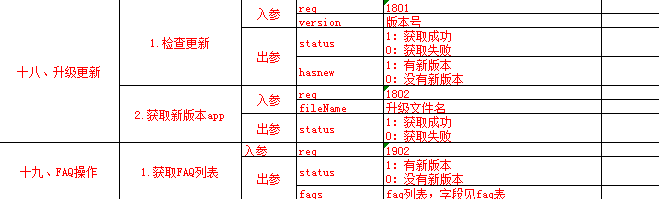 十八、升级更新
1.检查更新
入参
req
1801
version
版本号
出参
status
1: 获取成功
0: 获取失败
hasnew
1: 有新版本
0: 没有新版本
2.获取新版本app
入参
req
1802
fileName
升级文件名
出参
status
1: 获取成功
0: 获取失败
十九、FAQ操作
1.获取FAQ列表
入参
req
1902
出参
status
1: 有新版本
0: 没有新版本
faqs
faq列表，字段见faq表